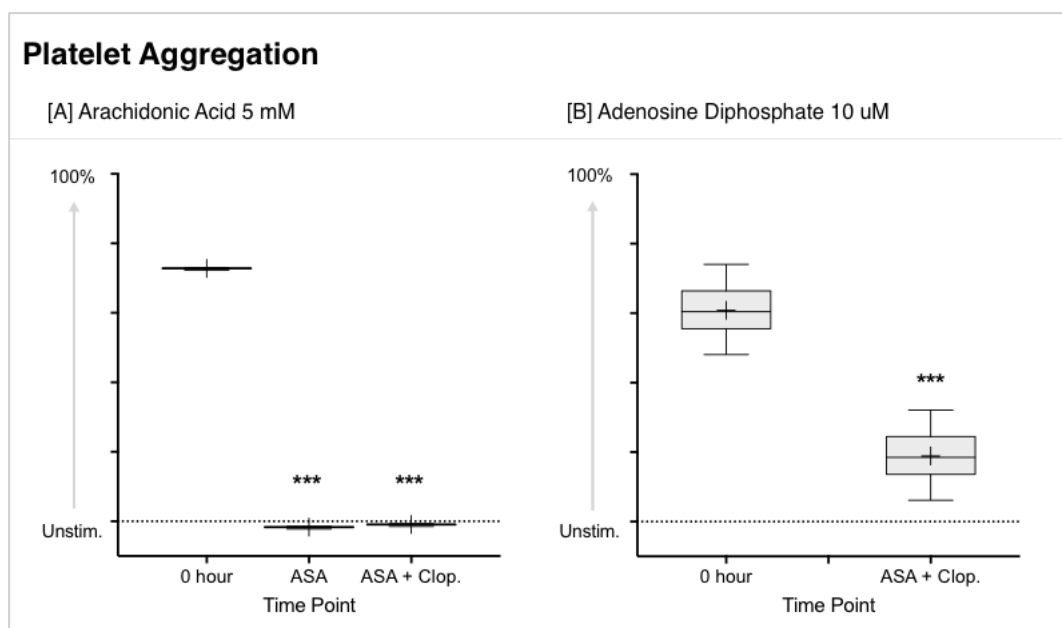 Platelet Aggregation
[A] Arachidonic Acid 5 mM
[B] Adenosine Diphosphate 10 uM
100%
***
***
Unstim.
0 hour
ASA
ASA + Clop.
Time Point
100%
***
Unstim.
0 hour
ASA + Clop.
Time Point